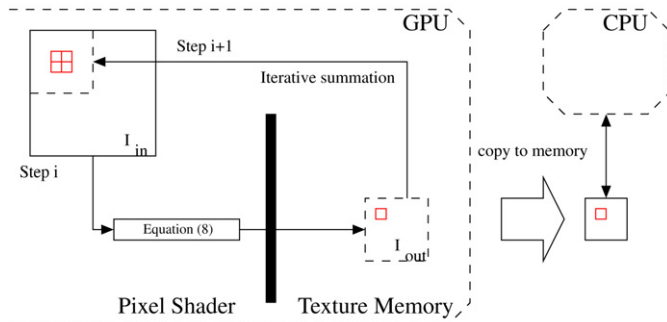 GPU
CPU
Step i+1
Iterative summation
I in
Step i
copy to memory
Equation (8)
I out
Pixel Shader
Texture Memory